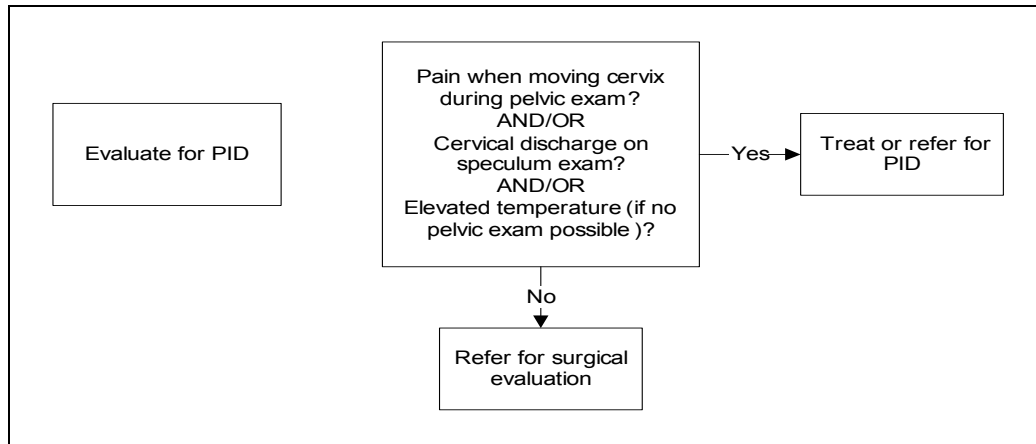 Evaluate for PID
Pain when moving cervix
during pelvic exam?
AND/OR
Cervical discharge on
speculum exam?
AND/OR
Elevated temperature (if no
pelvic exam possible )?
Yes
Treat or refer for
PID
No
Refer for surgical
evaluation